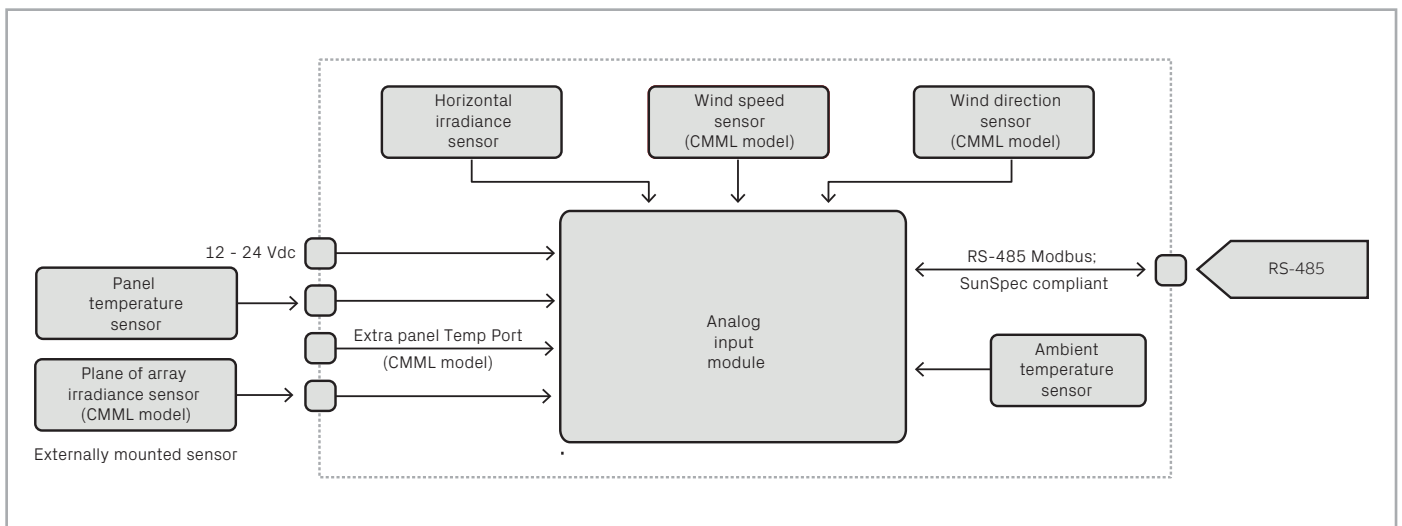 Horizontal
irradiance
sensor
Wind speed
sensor
(CMML model)
Wind direction
sensor
(CMML model)
12 - 24 Vdc
Panel
temperature
sensor
Extra panel Temp Port
(CMML model)
Plane of array
irradiance sensor
(CMML model)
Externally mounted sensor
Analog
input
module
RS-485 Modbus;
SunSpec compliant
RS-485
Ambient
temperature
sensor